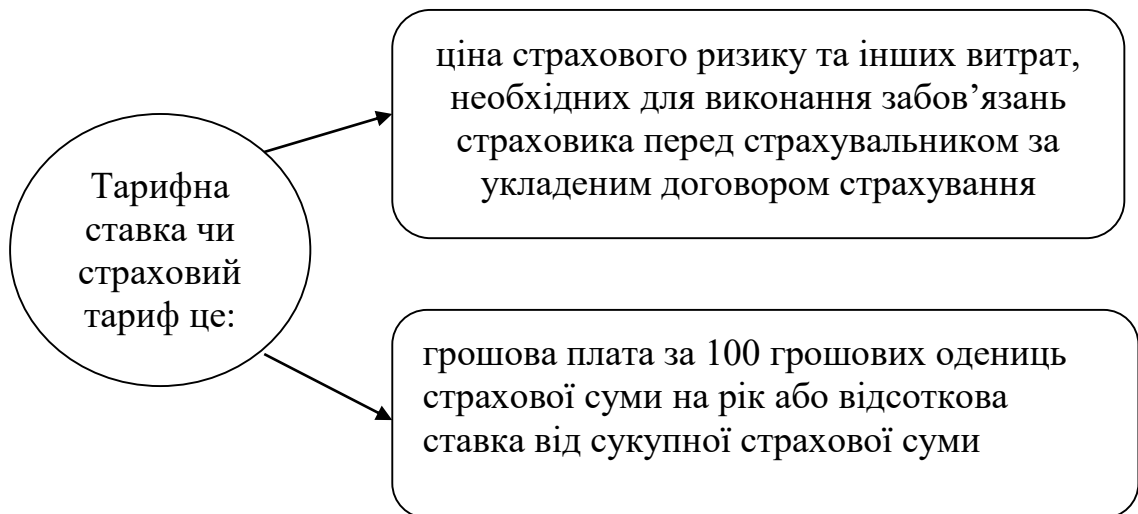 Тарифна
ставка чи
страховий
тариф це:
ціна страхового ризику та інших витрат,
необхідних для виконання забов’язань
страховика перед страхувальником за
укладеним договором страхування
грошова плата за 100 грошових одениць
страхової суми на рік або відсоткова
ставка від сукупної страхової суми